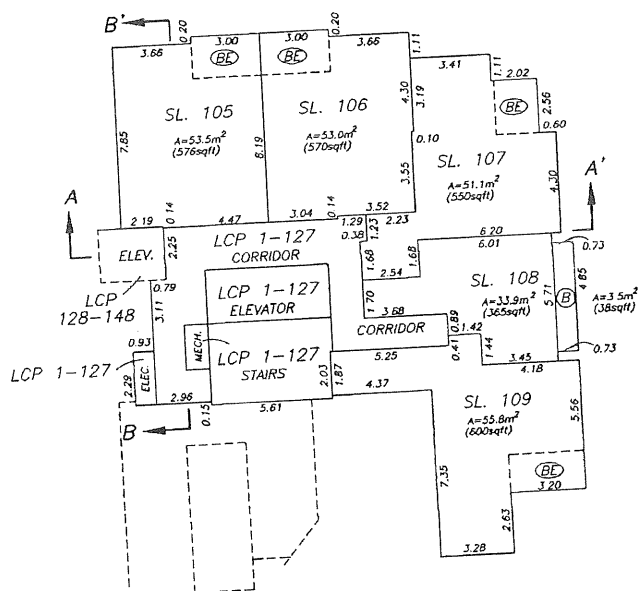 B'
0.20
0.20
3.66
3.00
3.00
3.66
1.11
BE
BE
3.41
1.11
2.02
BE
2.56
0.60
SL. 105
SL. 106
4.30
3.19
A=53.5m²
(576sqft)
A=53.0m²
(570sqft)
7.85
8.19
0.10
SL. 107
A=51.1m²
(550sqft)
4.30
3.55
A'
A
2.19
0.14
4.47
3.04
0.14
3.52
1.29
1.23
2.23
0.38
ELEV.
2.25
LCP 1-127
CORRIDOR
6.20
6.01
0.73
1.68
1.68
2.54
LCP
128-148
0.79
3.11
LCP 1-127
ELEVATOR
1.70
SL. 108
A=33.9m²
(365sqft)
5.71
B
4.85
A=3.5m²
(38sqft)
3.68
CORRIDOR
0.89
1.42
0.41
1.44
0.93
LCP 1-127
ELEC.
MECH.
LCP 1-127
STAIRS
2.03
1.87
5.25
3.45
4.18
0.73
2.29
2.96
0.15
5.61
4.37
B
SL. 109
A=55.8m²
(600sqft)
5.56
BE
3.20
7.35
2.63
3.28